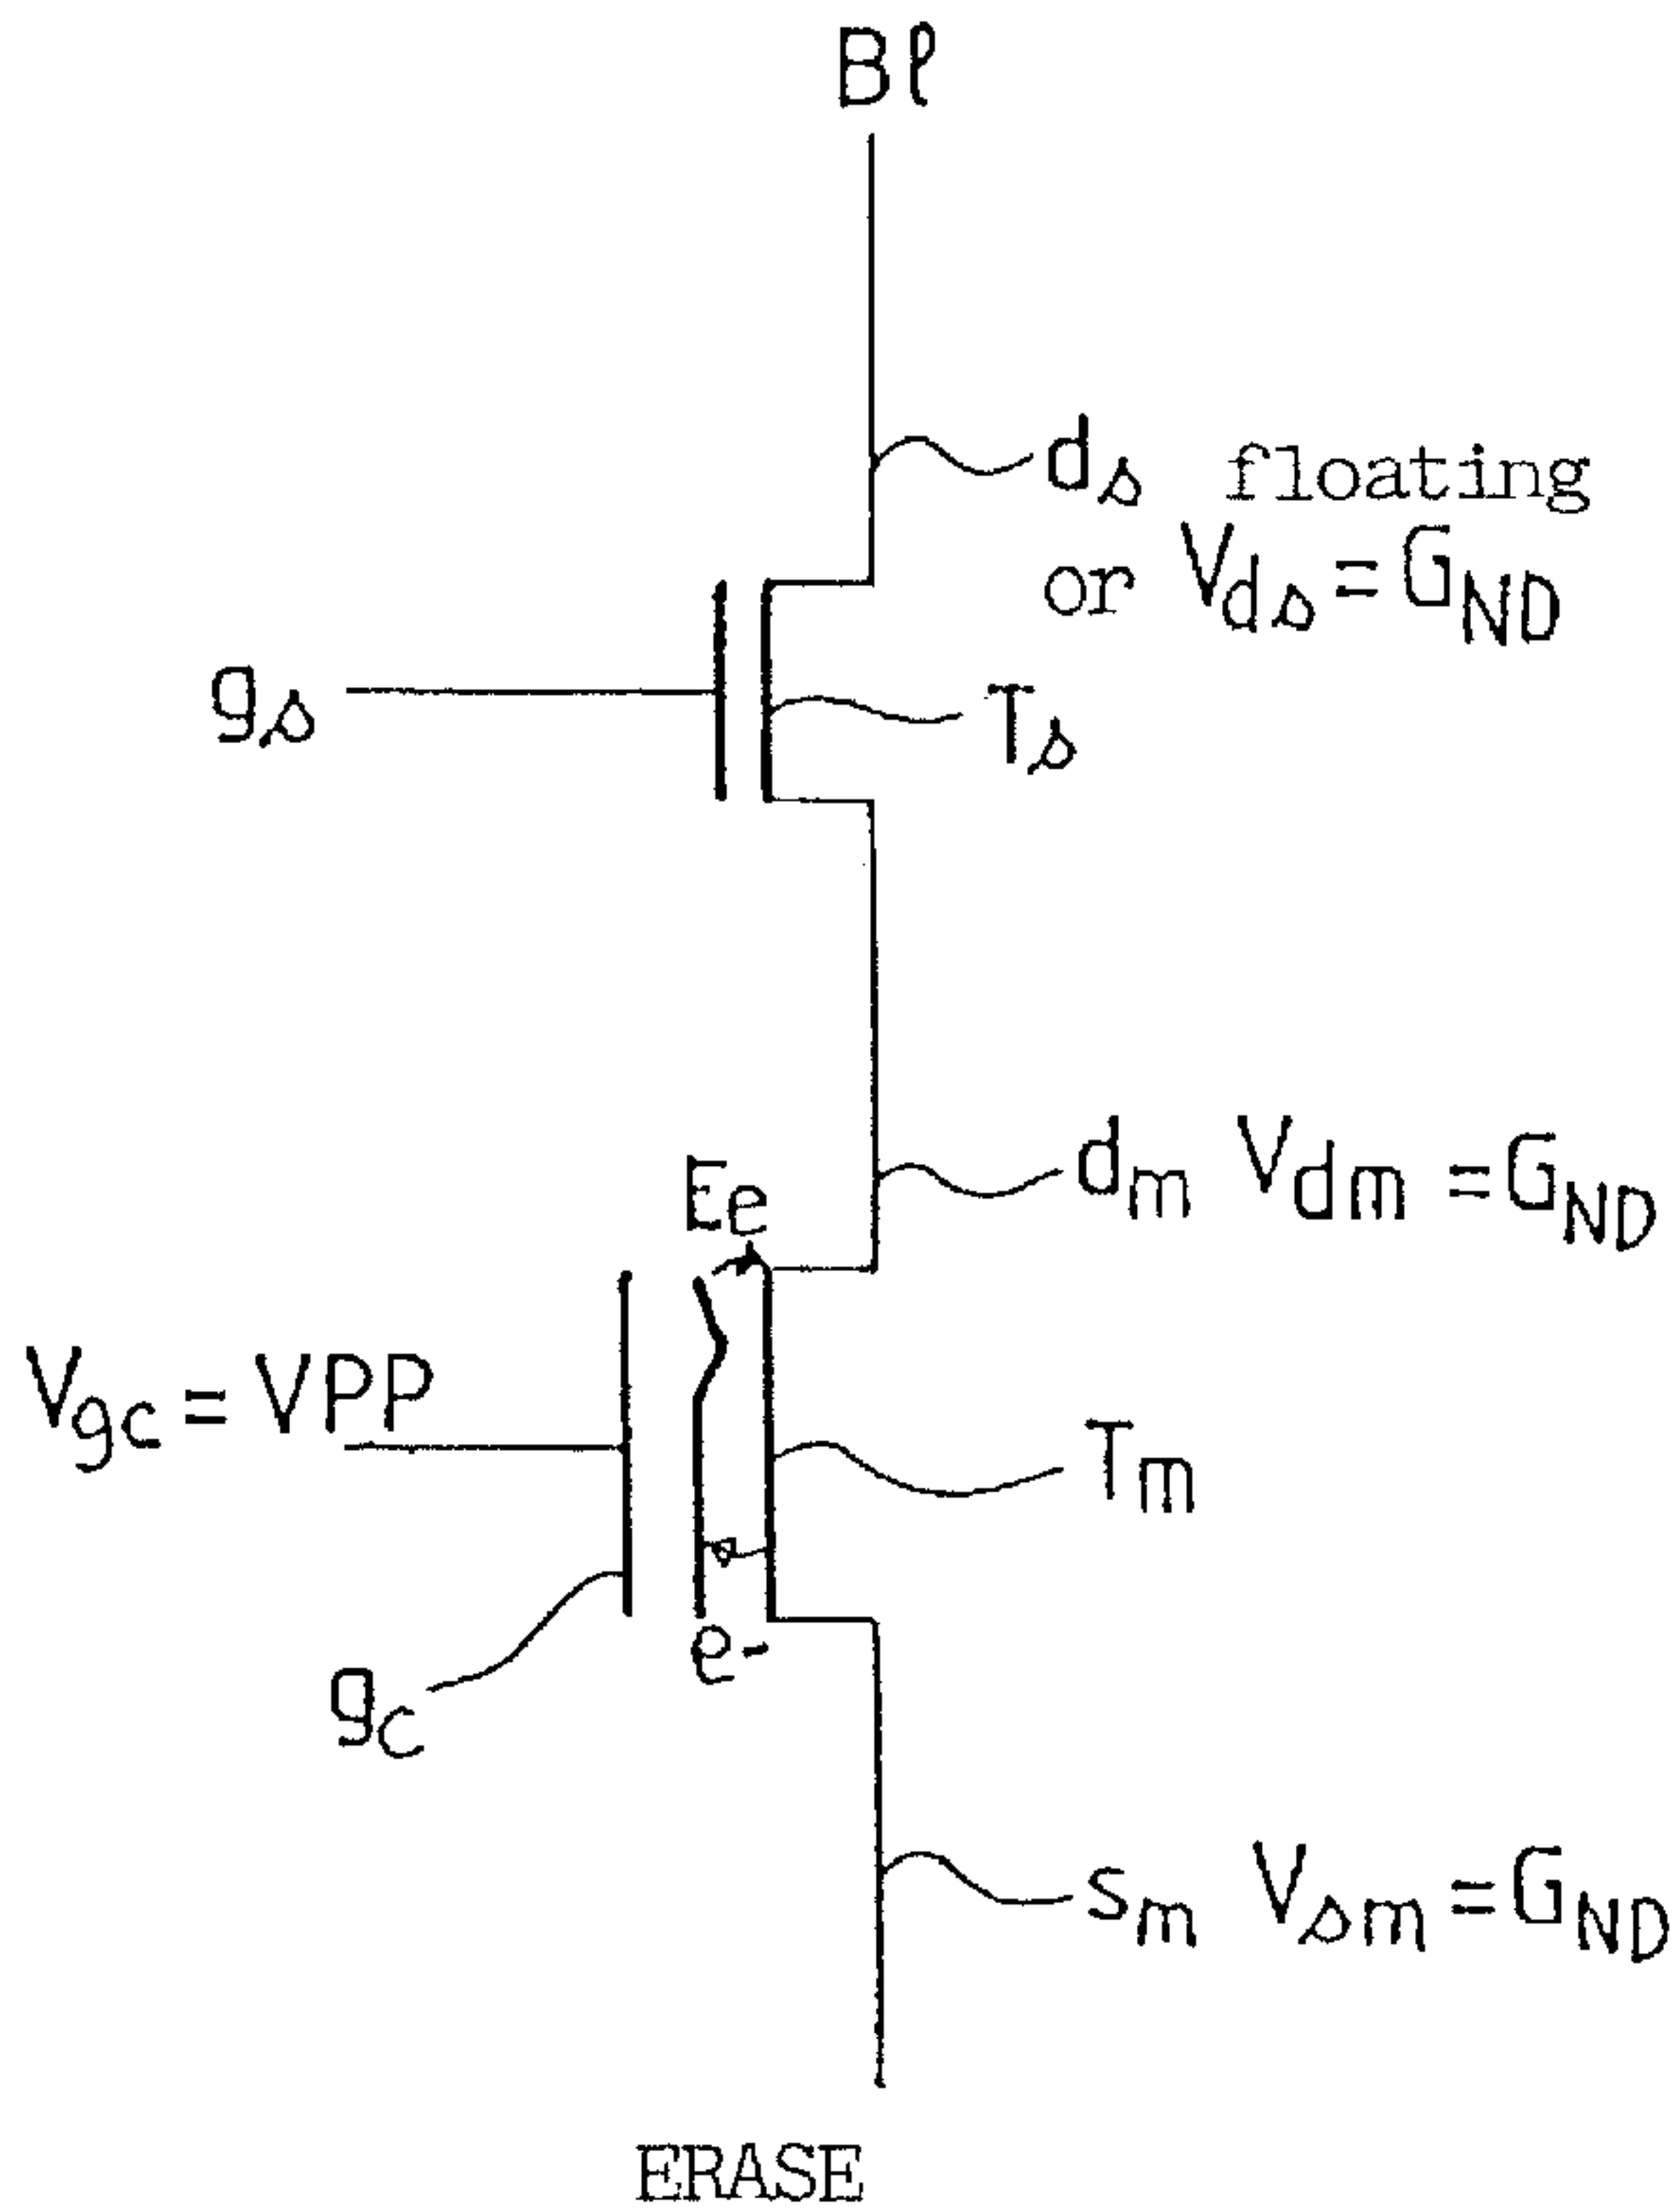 Bℓ
ds floating
or Vds = GND
gs
Ts
dm Vdm = GND
Ee
Vgc = VPP
Tm
e-
gc
sm Vsm = GND
ERASE